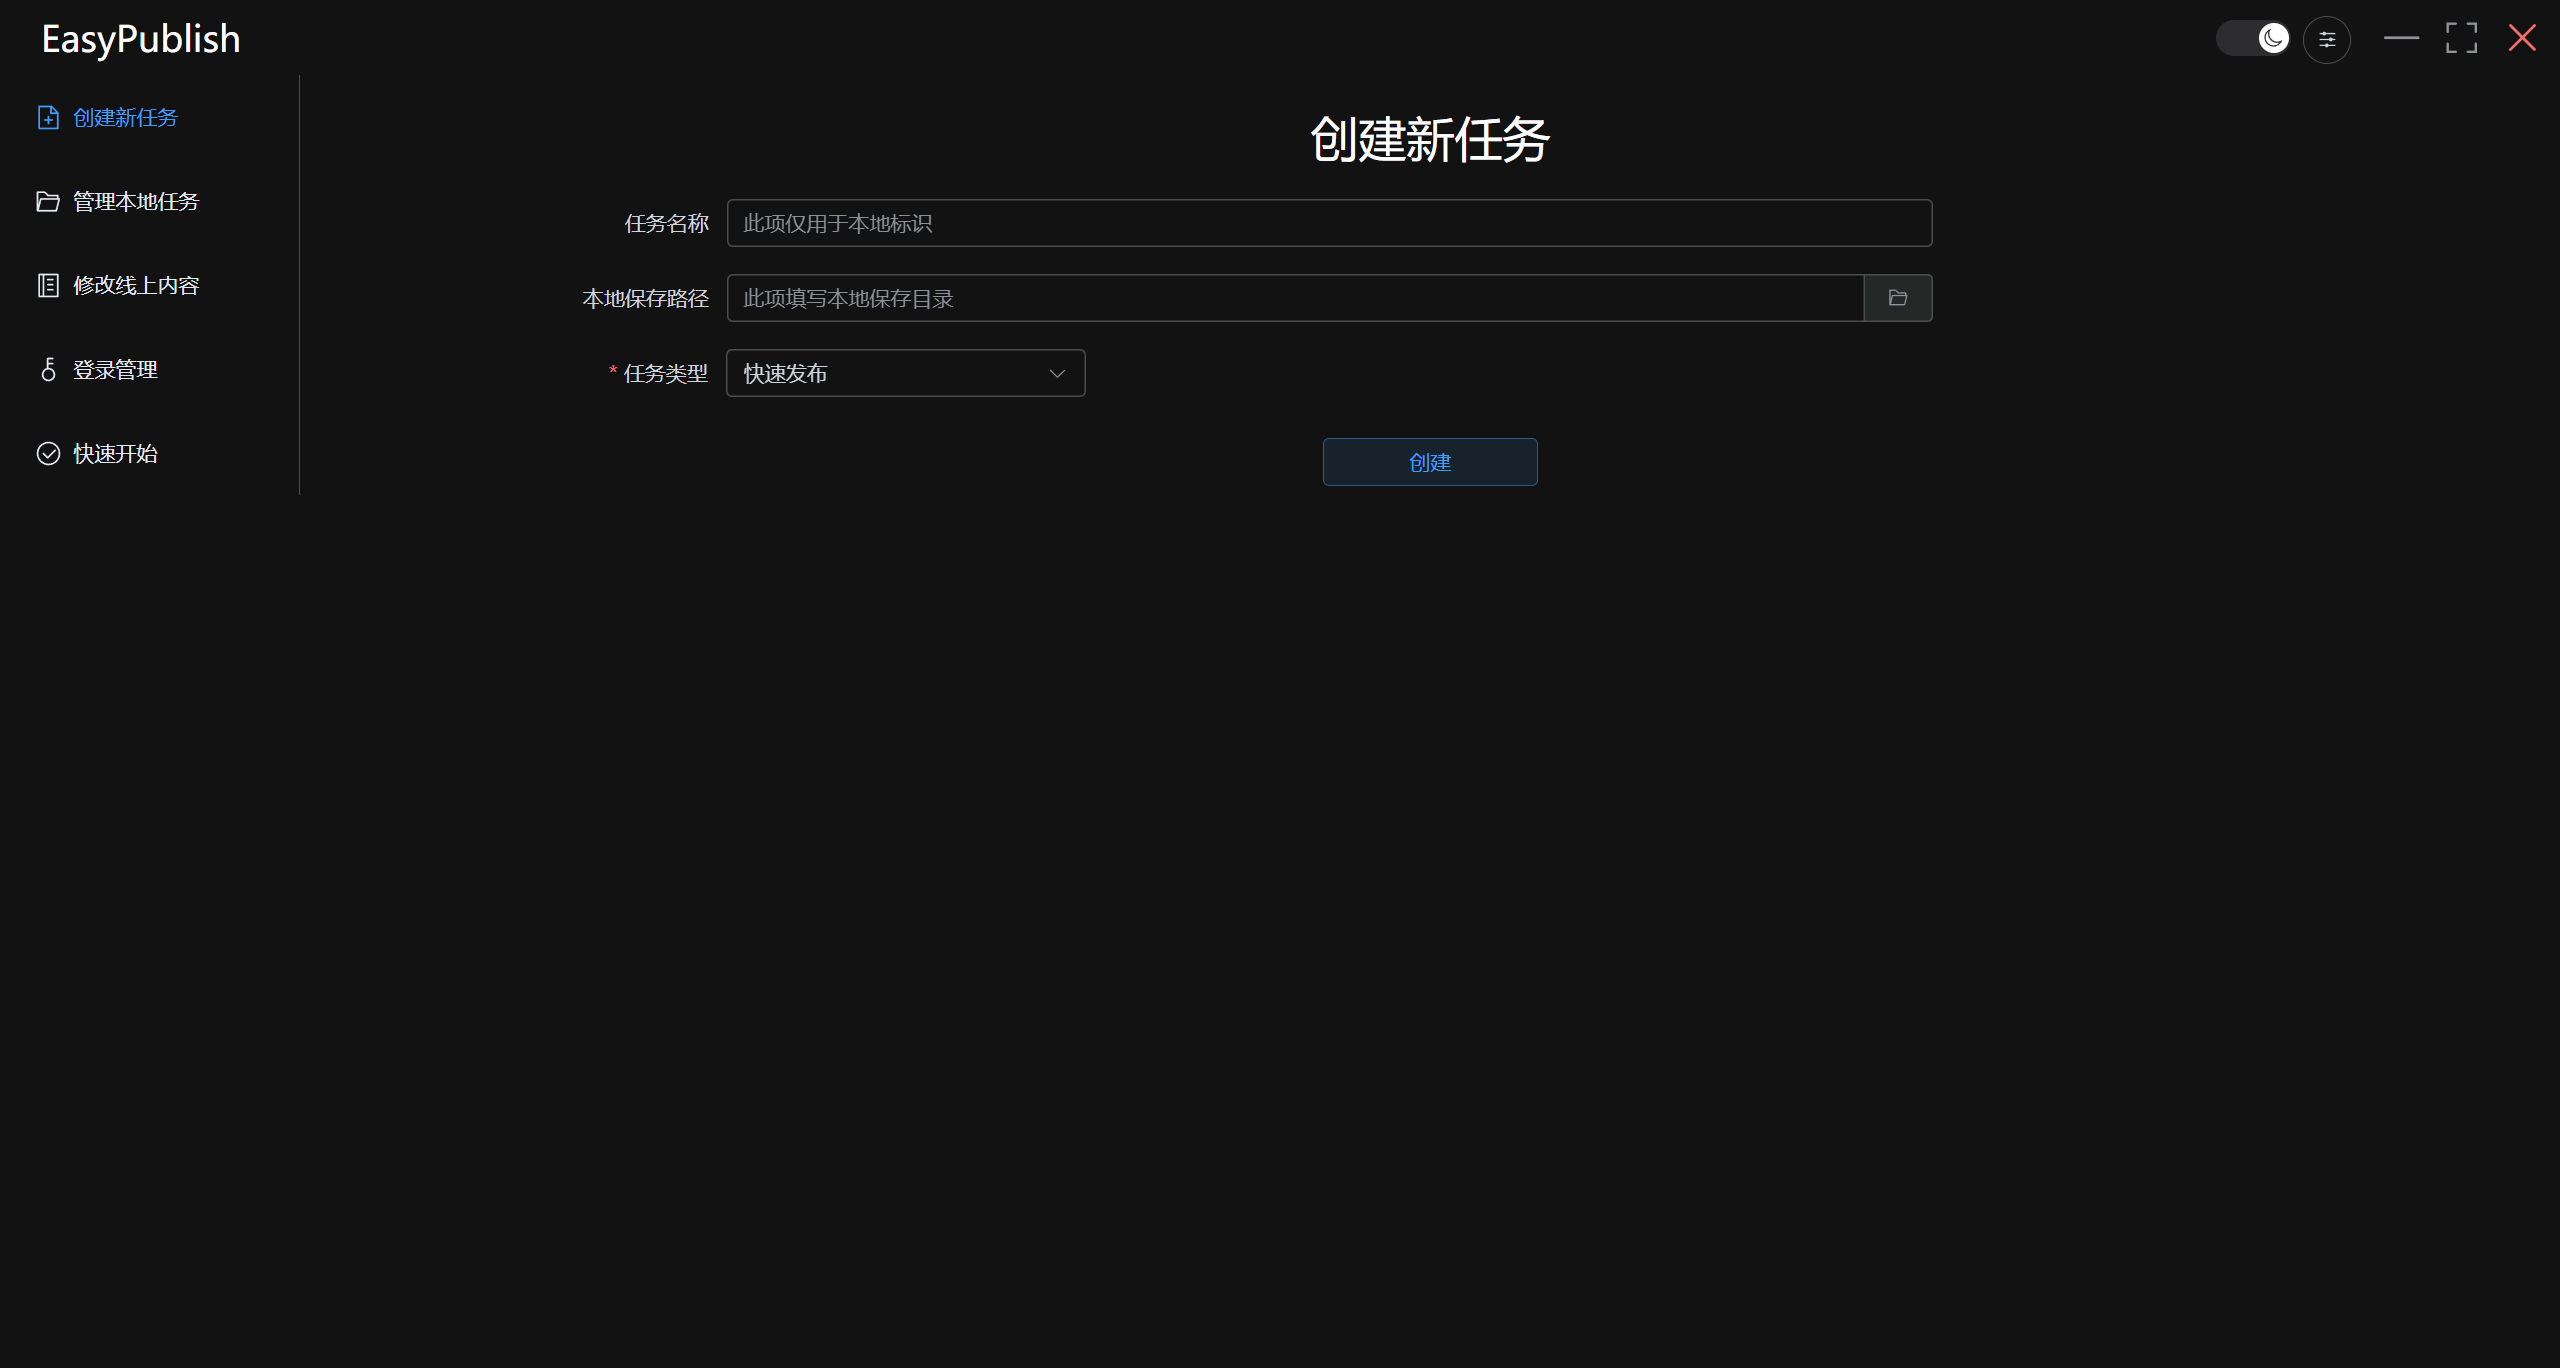 EasyPublish
创建新任务
管理本地任务
修改线上内容
登录管理
快速开始
创建新任务
任务名称 此项仅用于本地标识
本地保存路径 此项填写本地保存目录
* 任务类型 快速发布
创建